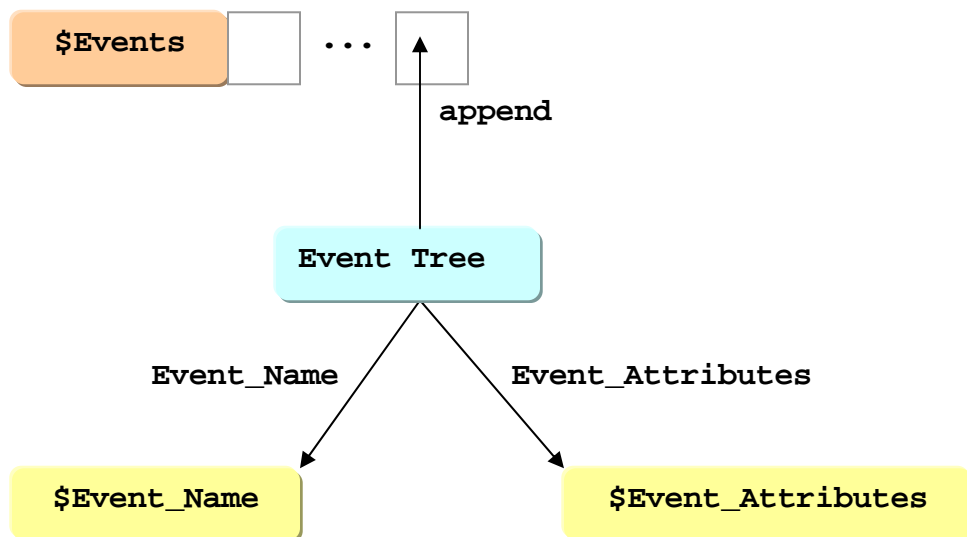 $Events ...
append
Event Tree
Event_Name Event_Attributes
$Event_Name $Event_Attributes